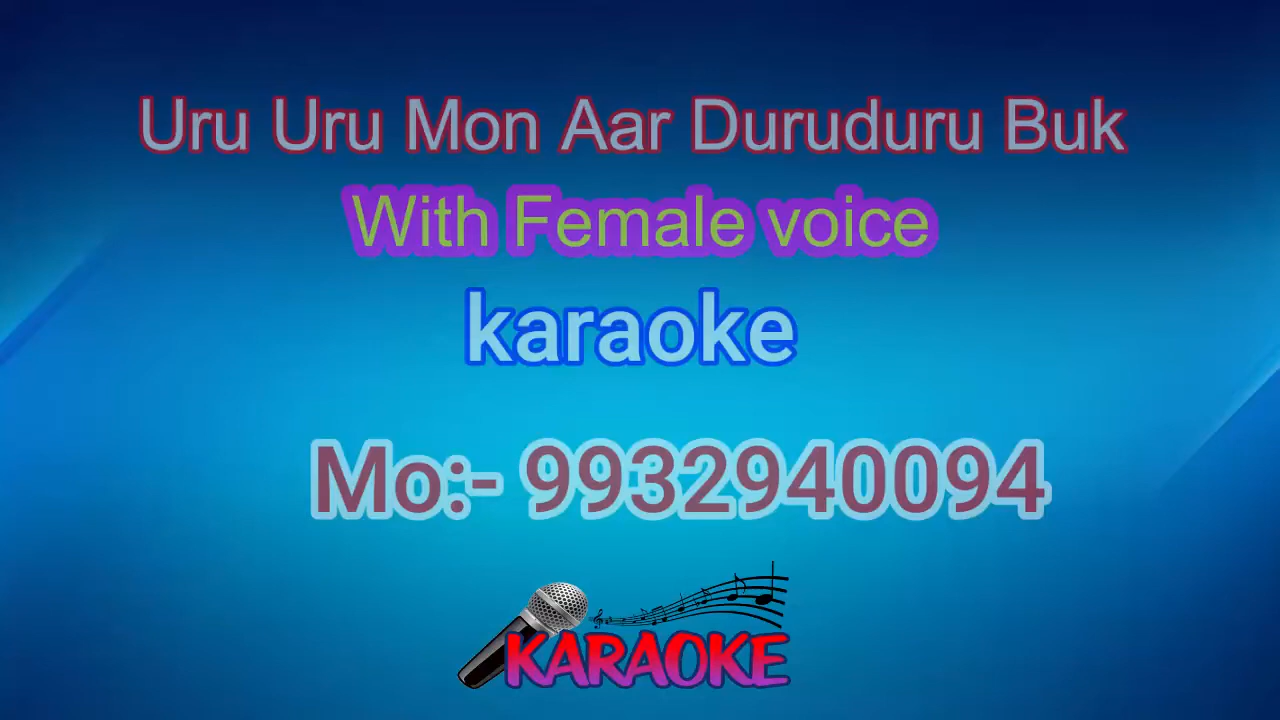 Uru Uru Mon Aar Duruduru Buk
With Female voice
karaoke
Mo:- 9932940094
KARAOKE